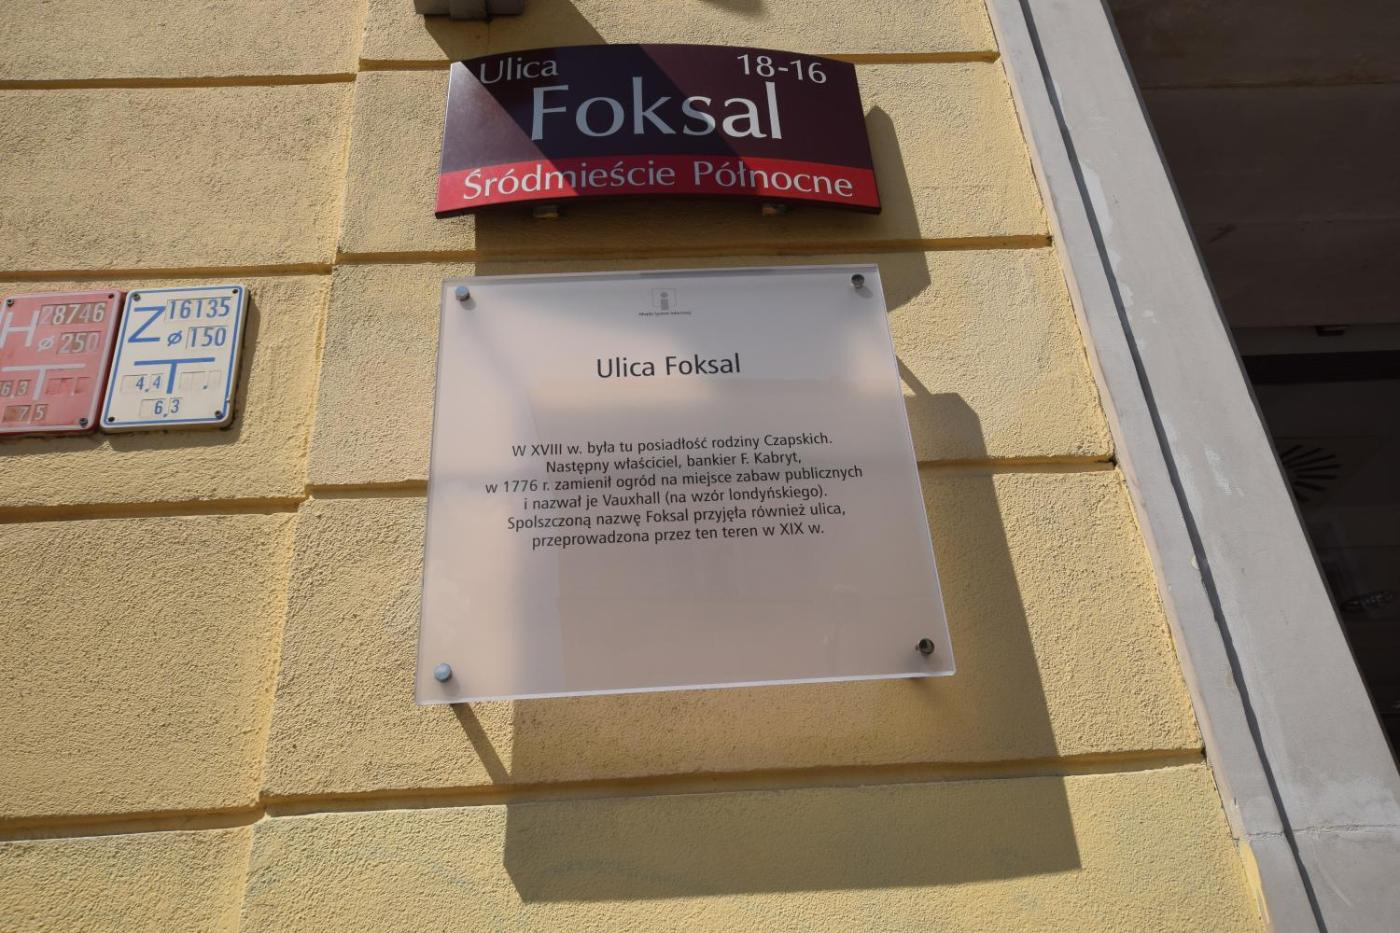 Ulica
18-16
Foksal
Śródmieście Północne
Ulica Foksal
W XVIII w. była tu posiadłość rodziny Czapskich.
Następny właściciel, bankier F. Kabryt,
w 1776 r. zamienił ogród na miejsce zabaw publicznych
i nazwał je Vauxhall (na wzór londyńskiego).
Spolszczoną nazwę Foksal przyjęła również ulica,
przeprowadzona przez ten teren w XIX w.
H 28746
ø 250
T
63
75
Z 16135
ø 150
T
4,4
6,3